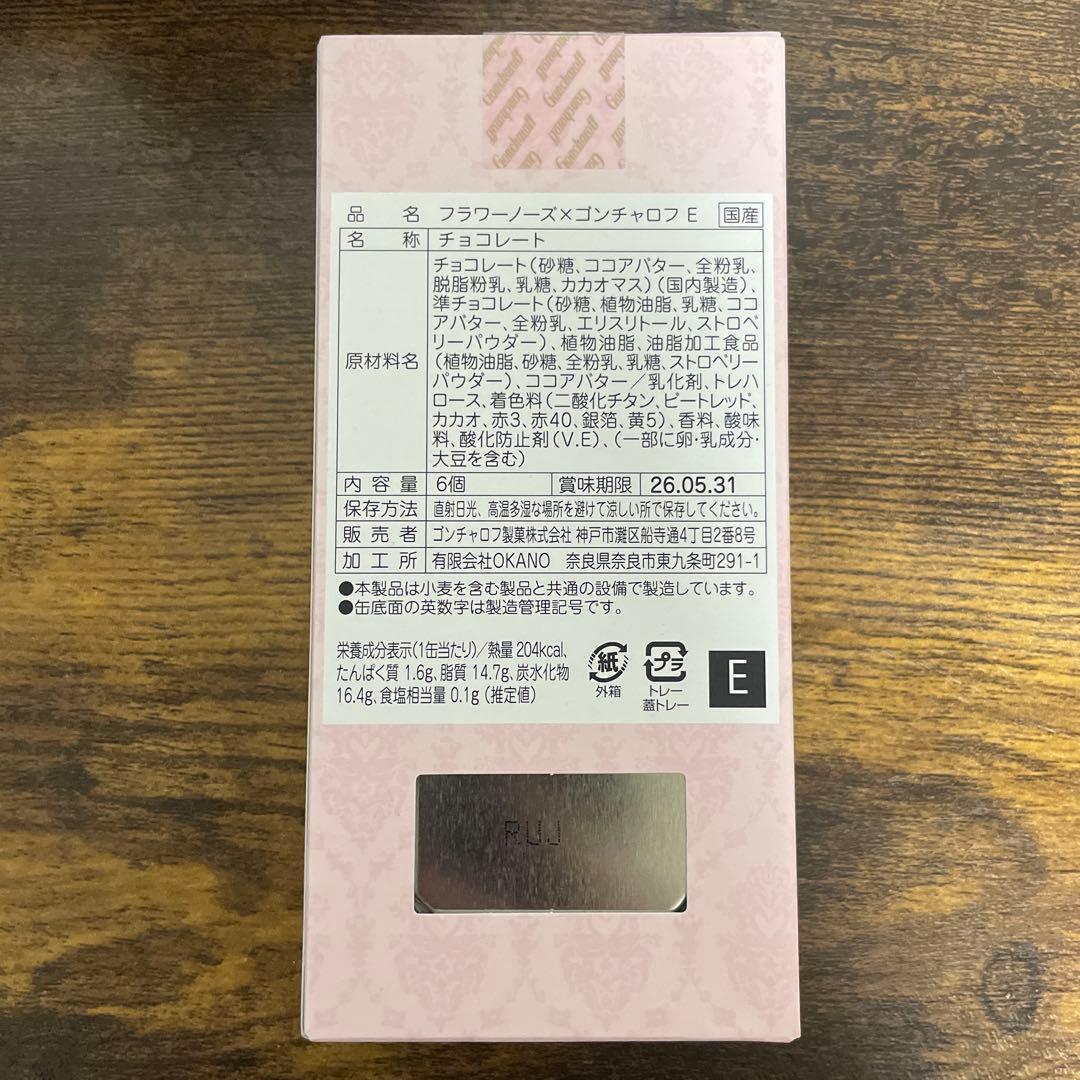 Goncharoff
品名 フラワーノーズ×ゴンチャロフ E 国産
名称 チョコレート
原材料名
チョコレート(砂糖、ココアバター、全粉乳、
脱脂粉乳、乳糖、カカオマス)(国内製造)、
準チョコレート(砂糖、植物油脂、乳糖、ココ
アバター、全粉乳、エリスリトール、ストロベ
リーパウダー)、植物油脂、油脂加工食品
(植物油脂、砂糖、全粉乳、乳糖、ストロベリー
パウダー)、ココアバター/乳化剤、トレハ
ロース、着色料(二酸化チタン、ビートレッド、
カカオ、赤3、赤40、銀箔、黄5)、香料、酸味
料、酸化防止剤(V.E)、(一部に卵・乳成分・
大豆を含む)
内容量 6個 賞味期限 26.05.31
保存方法 直射日光、高温多湿な場所を避けて涼しい所で保存してください。
販売者 ゴンチャロフ製菓株式会社 神戸市灘区船寺通4丁目2番8号
加工所 有限会社OKANO 奈良県奈良市東九条町291-1
●本製品は小麦を含む製品と共通の設備で製造しています。
●缶底面の英数字は製造管理記号です。
栄養成分表示(1缶当たり)/熱量 204kcal、
たんぱく質 1.6g、脂質 14.7g、炭水化物
16.4g、食塩相当量 0.1g (推定値)
紙
外箱
プラ
トレー
蓋トレー
E
RUJ